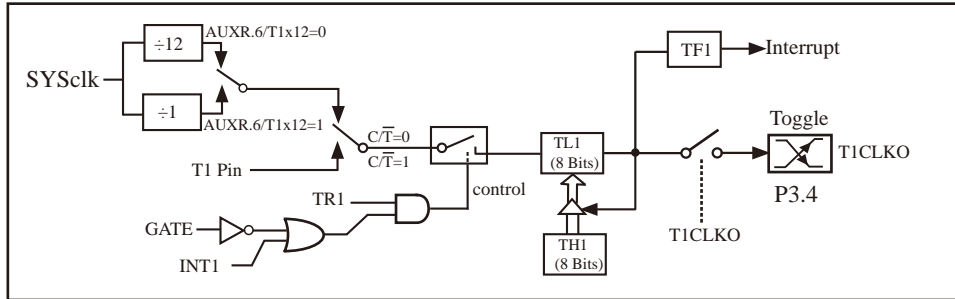 AUXR.6/T1x12=0
÷12
SYSclk
÷1
AUXR.6/T1x12=1
C/T̅=0
C/T̅=1
T1 Pin
TR1
control
GATE
INT1
TL1
(8 Bits)
TH1
(8 Bits)
TF1
Interrupt
Toggle
T1CLKO
P3.4
T1CLKO